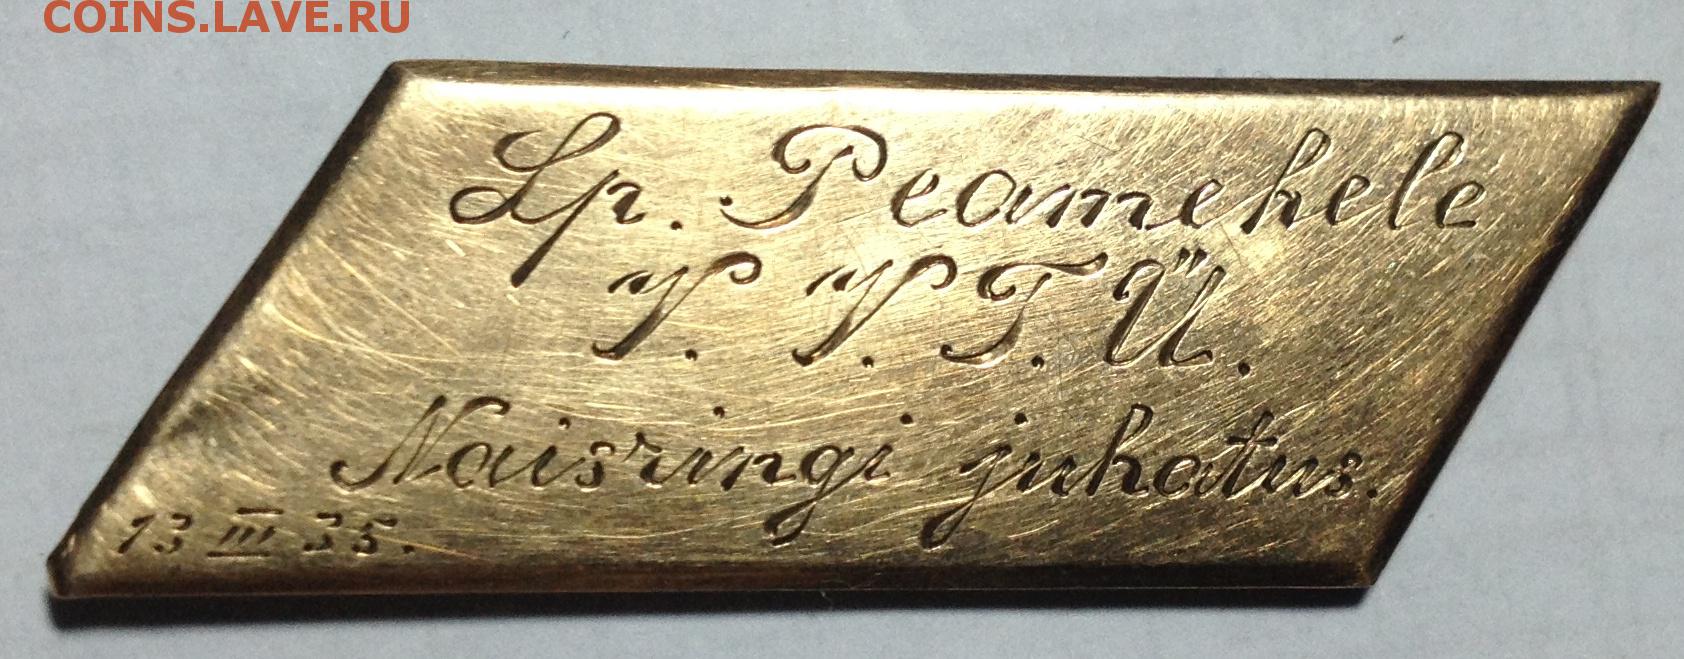 COINS.LAVE.RU
Lp. Peamehele
V. V. T. Ü.
Naisringi juhatus.
13 III 35.